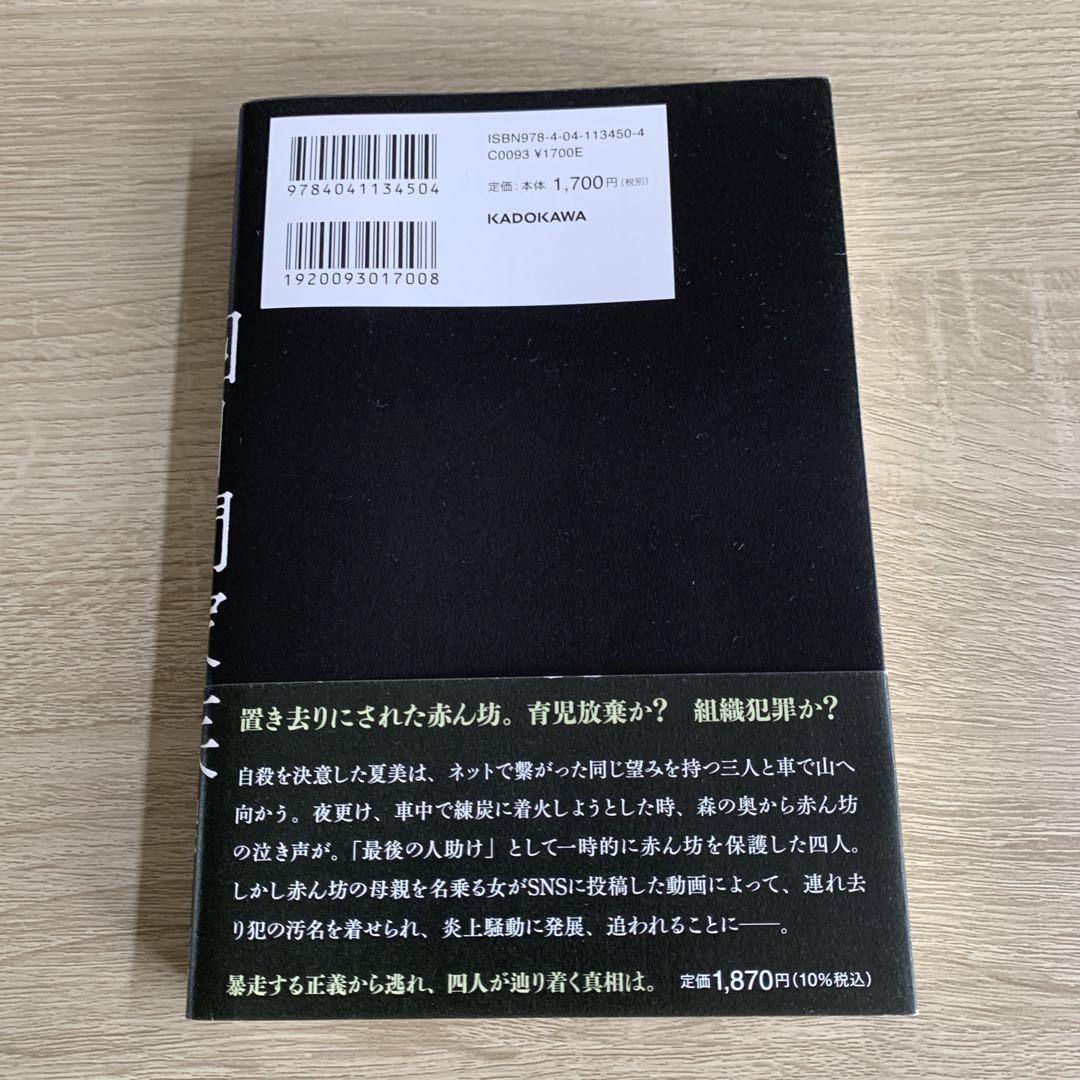 9784041134504
ISBN978-4-04-113450-4
C0093 ¥1700E
定価:本体 1,700円(税別)
KADOKAWA
1920093017008
置き去りにされた赤ん坊。育児放棄か? 組織犯罪か?
自殺を決意した夏美は、ネットで繫がった同じ望みを持つ三人と車で山へ
向かう。夜更け、車中で練炭に着火しようとした時、森の奥から赤ん坊
の泣き声が。「最後の人助け」として一時的に赤ん坊を保護した四人。
しかし赤ん坊の母親を名乗る女がSNSに投稿した動画によって、連れ去
り犯の汚名を着せられ、炎上騒動に発展、追われることに――。
暴走する正義から逃れ、四人が辿り着く真相は。
定価1,870円(10%税込)